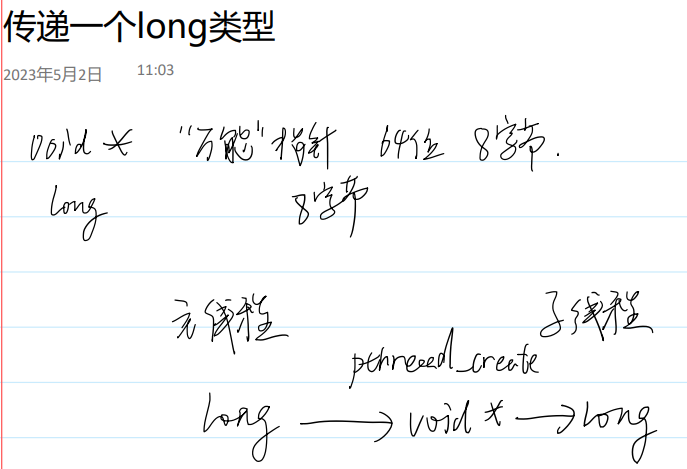 传递一个long类型
2023年5月2日 11:03
void * “万能”指针 64位 8字节.
long 8字节
主线程 子线程
pthread_create
long → void * → long